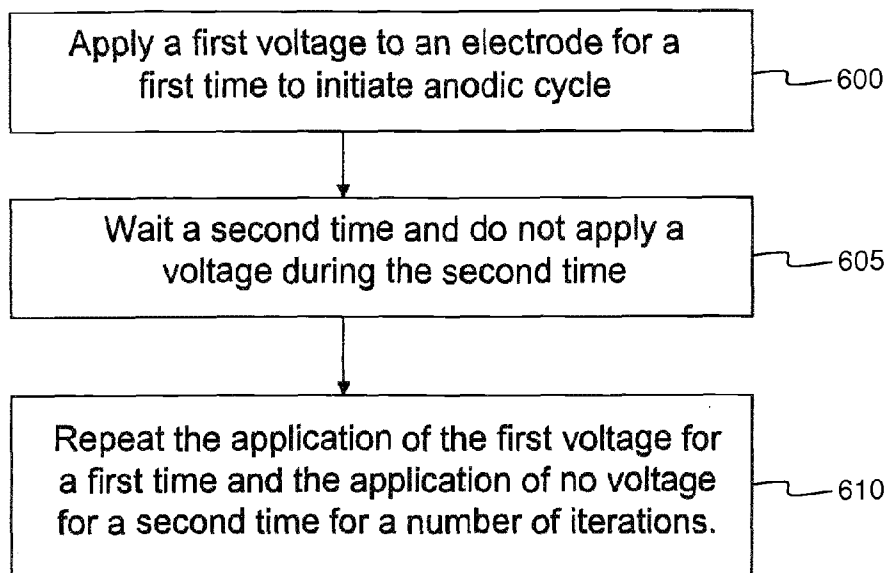 Apply a first voltage to an electrode for a
first time to initiate anodic cycle
600
Wait a second time and do not apply a
voltage during the second time
605
Repeat the application of the first voltage for
a first time and the application of no voltage
for a second time for a number of iterations.
610